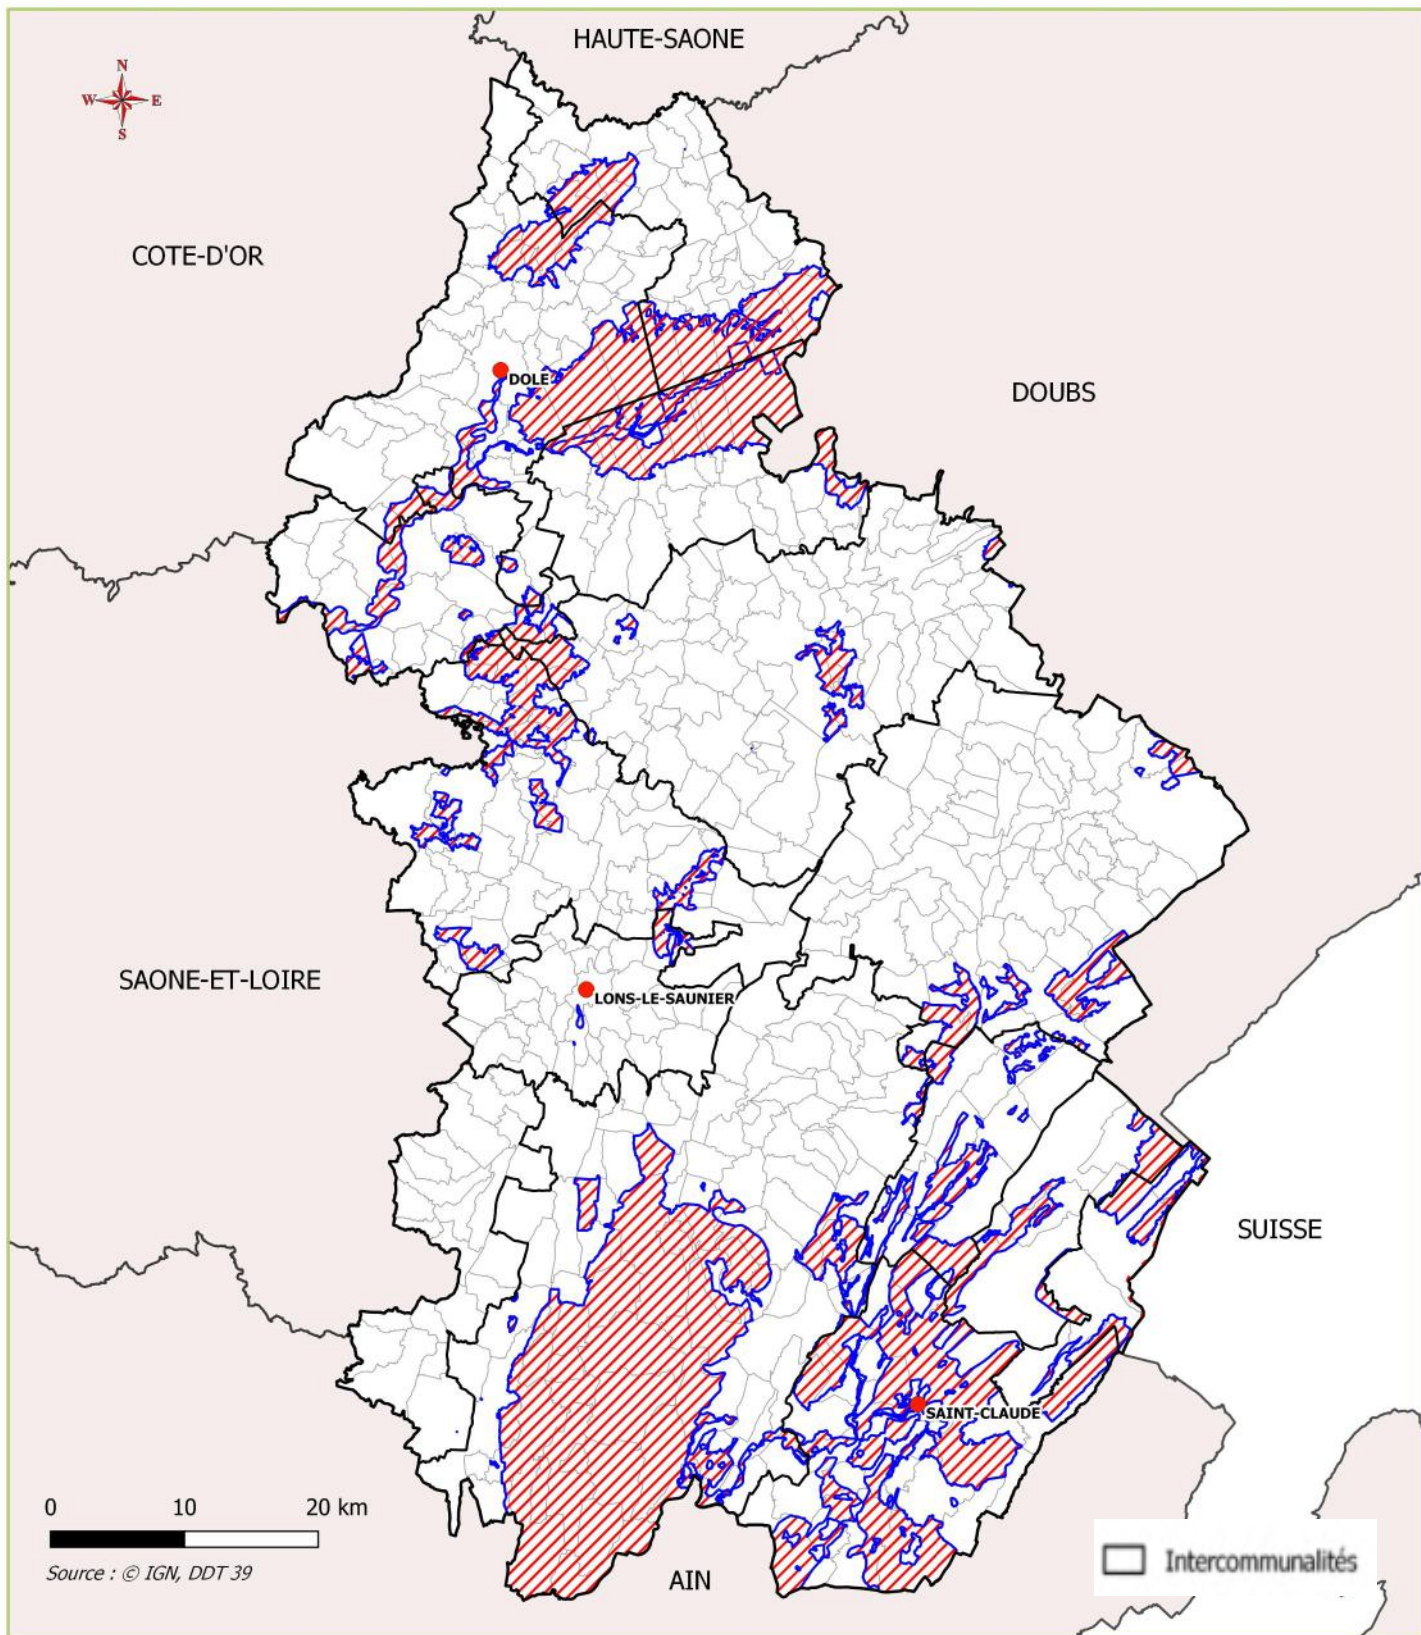 HAUTE-SAONE
N
W E
S
COTE-D'OR
DOLE
DOUBS
SAONE-ET-LOIRE
LONS-LE-SAUNIER
SUISSE
SAINT-CLAUDE
0 10 20 km
Source : © IGN, DDT 39
AIN
Intercommunalités